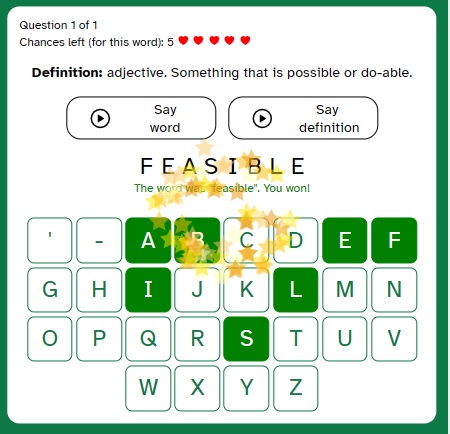 Question 1 of 1
Chances left (for this word): 5
Definition: adjective. Something that is possible or do-able.
Say word
Say definition
FEASIBLE
The word was "feasible". You won!
' - A B C D E F
G H I J K L M N
O P Q R S T U V
W X Y Z